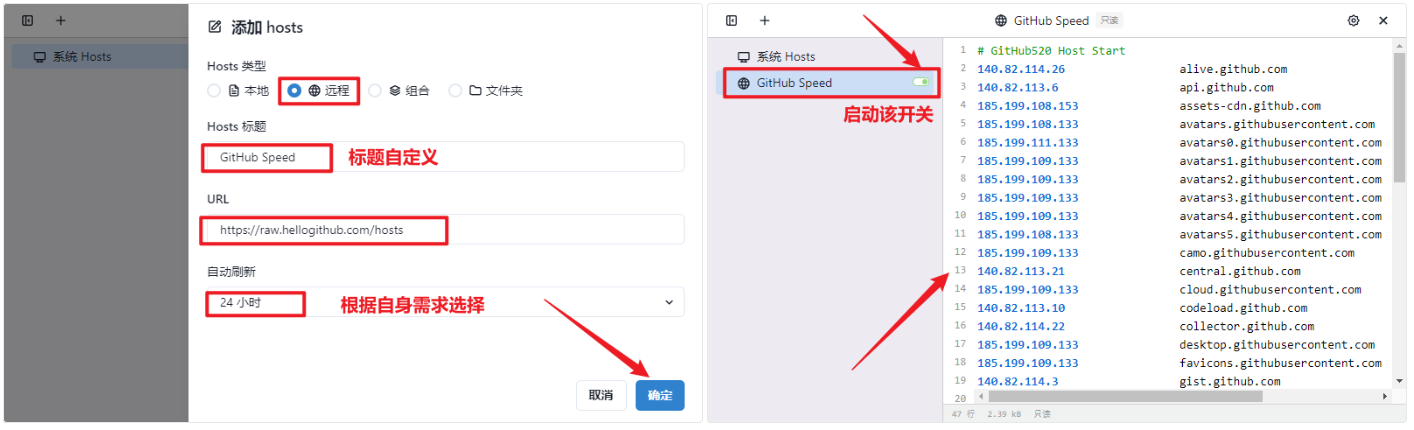 添加 hosts
系统 Hosts
Hosts 类型
本地 远程 组合 文件夹
Hosts 标题
GitHub Speed 标题自定义
URL
https://raw.hellogithub.com/hosts
自动刷新
24 小时 根据自身需求选择
取消 确定
GitHub Speed 只读
系统 Hosts
GitHub Speed
启动该开关
1 # GitHub520 Host Start
2 140.82.114.26 alive.github.com
3 140.82.113.6 api.github.com
4 185.199.108.153 assets-cdn.github.com
5 185.199.108.133 avatars.githubusercontent.com
6 185.199.111.133 avatars0.githubusercontent.com
7 185.199.109.133 avatars1.githubusercontent.com
8 185.199.109.133 avatars2.githubusercontent.com
9 185.199.109.133 avatars3.githubusercontent.com
10 185.199.109.133 avatars4.githubusercontent.com
11 185.199.108.133 avatars5.githubusercontent.com
12 185.199.109.133 camo.githubusercontent.com
13 140.82.113.21 central.github.com
14 185.199.109.133 cloud.githubusercontent.com
15 140.82.113.10 codeload.github.com
16 140.82.114.22 collector.github.com
17 185.199.109.133 desktop.githubusercontent.com
18 185.199.109.133 favicons.githubusercontent.com
19 140.82.114.3 gist.github.com
20
47 行 2.39 kB 只读